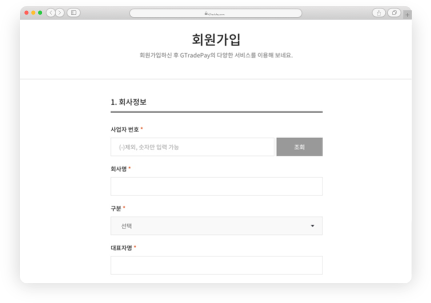 회원가입
회원가입하신 후 GTradePay의 다양한 서비스를 이용해 보세요.
1. 회사정보
사업자 번호 *
(-)제외, 숫자만 입력 가능
조회
회사명 *
구분 *
선택
대표자명 *